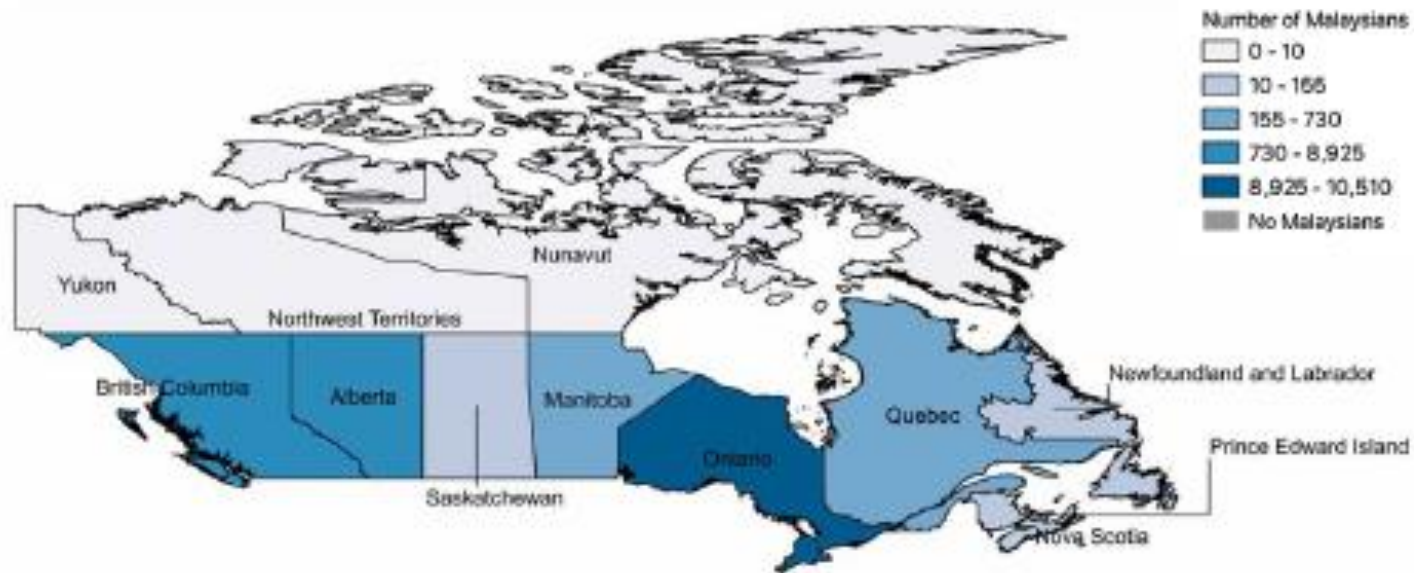 Number of Malaysians
0 - 10
10 - 155
155 - 730
730 - 8,925
8,925 - 10,510
No Malaysians
Nunavut
Yukon
Northwest Territories
British Columbia
Alberta
Manitoba
Saskatchewan
Ontario
Quebec
Newfoundland and Labrador
Prince Edward Island
Nova Scotia